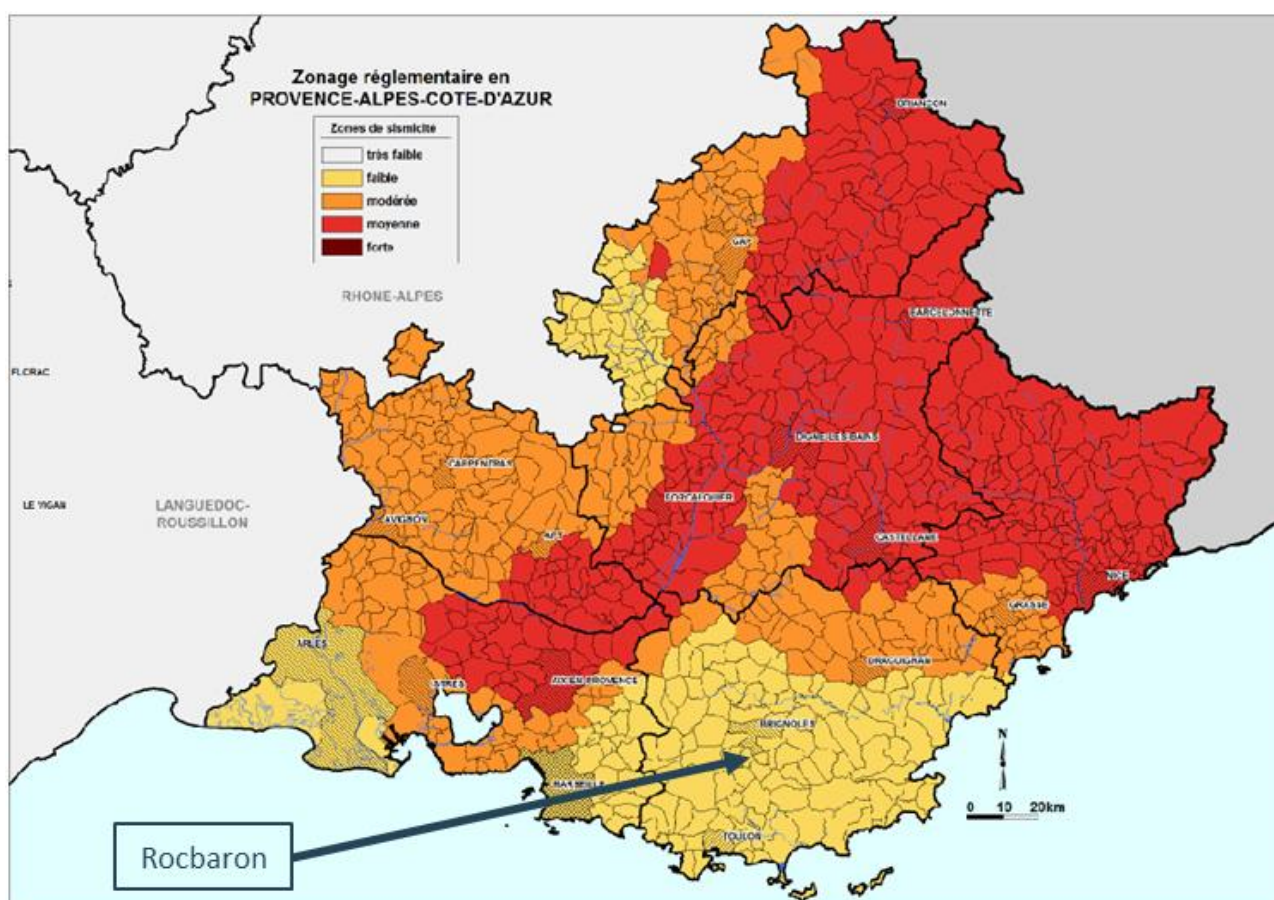 Zonage réglementaire en
PROVENCE-ALPES-COTE-D'AZUR
Zones de sismicité
très faible
faible
modérée
moyenne
forte
BRIANCON
GAP
RHONE-ALPES
BARCELONNETTE
FLORAC
DIGNE-LES-BAINS
CARPENTRAS
FORCALQUIER
LE VIGAN
LANGUEDOC-
ROUSSILLON
AVIGNON
APT
CASTELLANE
NICE
GRASSE
ARLES
DRAGUIGNAN
ISTRES
AIX-EN-PROVENCE
BRIGNOLES
N
MARSEILLE
0 10 20km
TOULON
Rocbaron